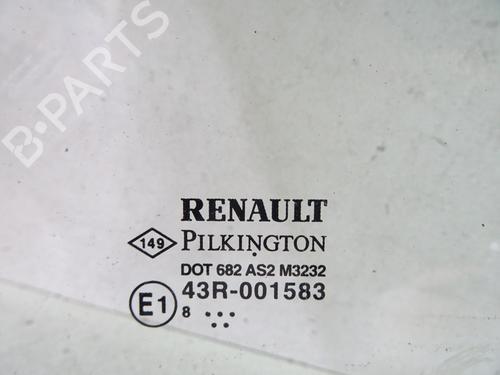 B-PARTS
RENAULT
149 PILKINGTON
DOT 682 AS2 M3232
E1 43R-001583
8